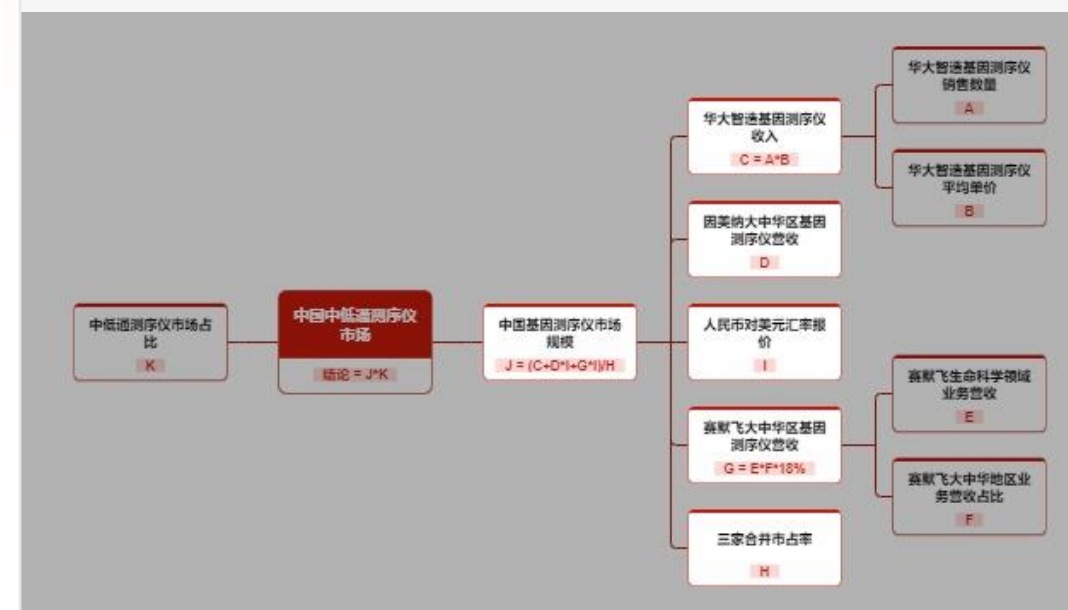 华大智造基因测序仪
销售数量
A
华大智造基因测序仪
收入
C = A*B
华大智造基因测序仪
平均单价
B
因美纳大中华区基因
测序仪营收
D
中低通测序仪市场占
比
K
中国中低通测序仪
市场
结论 = J*K
中国基因测序仪市场
规模
J = (C+D*I+G*I)/H
人民币对美元汇率报
价
I
赛默飞生命科学领域
业务营收
E
赛默飞大中华区基因
测序仪营收
G = E*F*18%
赛默飞大中华地区业
务营收占比
F
三家合并市占率
H